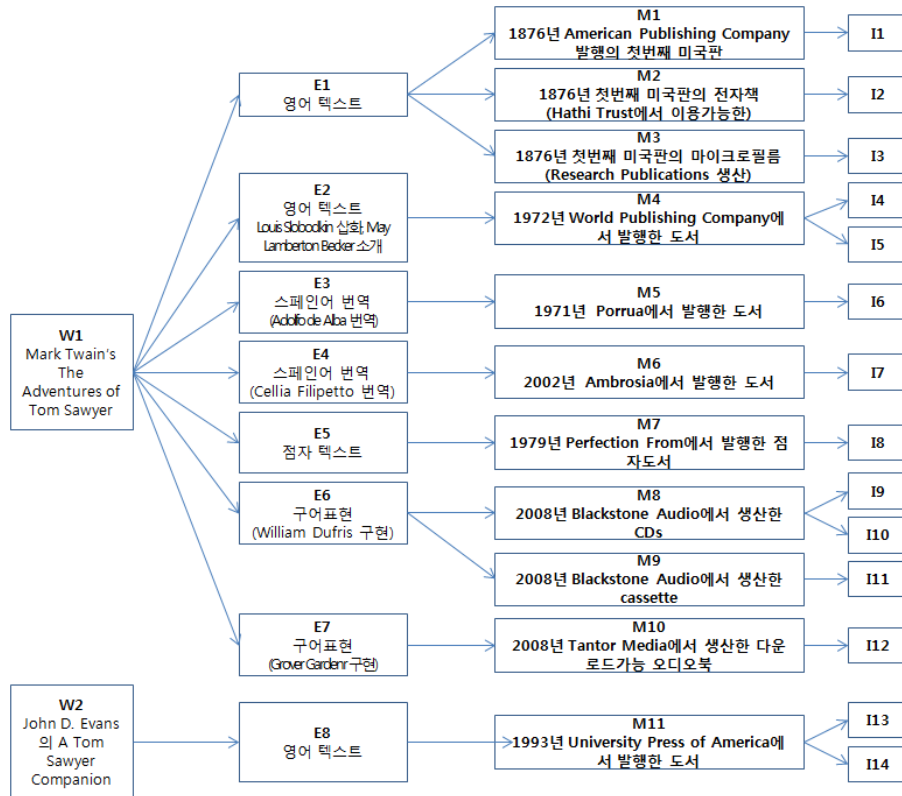 W1
Mark Twain's
The
Adventures of
Tom Sawyer
E1
영어 텍스트
M1
1876년 American Publishing Company
발행의 첫번째 미국판
I1
M2
1876년 첫번째 미국판의 전자책
(Hathi Trust에서 이용가능한)
I2
M3
1876년 첫번째 미국판의 마이크로필름
(Research Publications 생산)
I3
E2
영어 텍스트
Louis Slobodkin 삽화, May
Lamberton Becker 소개
M4
1972년 World Publishing Company에
서 발행한 도서
I4
I5
E3
스페인어 번역
(Adolfo de Alba 번역)
M5
1971년 Porrua에서 발행한 도서
I6
E4
스페인어 번역
(Cellia Filipetto 번역)
M6
2002년 Ambrosia에서 발행한 도서
I7
E5
점자 텍스트
M7
1979년 Perfection From에서 발행한 점
자도서
I8
E6
구어표현
(William Dufris 구현)
M8
2008년 Blackstone Audio에서 생산한
CDs
I9
I10
M9
2008년 Blackstone Audio에서 생산한
cassette
I11
E7
구어표현
(Grover Gardenr 구현)
M10
2008년 Tantor Media에서 생산한 다운
로드가능 오디오북
I12
W2
John D. Evans
의 A Tom
Sawyer
Companion
E8
영어 텍스트
M11
1993년 University Press of America에
서 발행한 도서
I13
I14